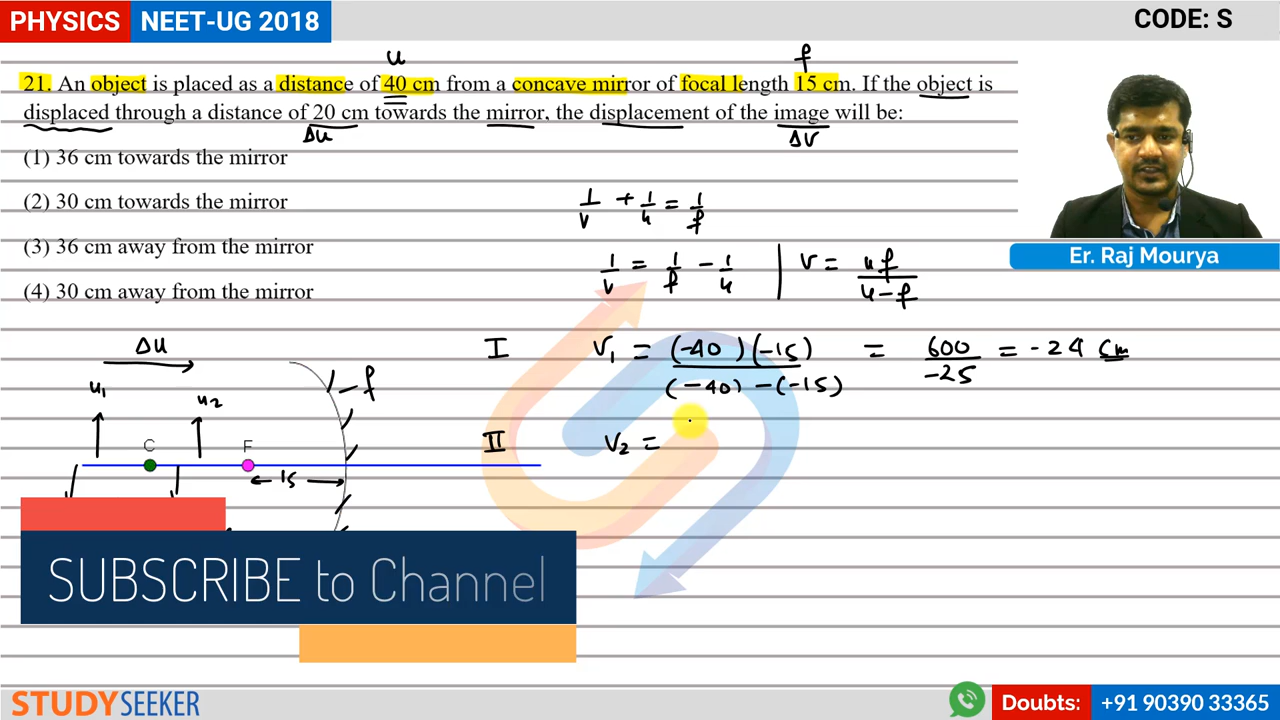 PHYSICS NEET-UG 2018
CODE: S
u f
21. An object is placed as a distance of 40 cm from a concave mirror of focal length 15 cm. If the object is
displaced through a distance of 20 cm towards the mirror, the displacement of the image will be:
Δu ΔV
(1) 36 cm towards the mirror
(2) 30 cm towards the mirror
(3) 36 cm away from the mirror
(4) 30 cm away from the mirror
1/v + 1/u = 1/f
1/v = 1/f - 1/u | v = uf/u-f
Er. Raj Mourya
Δu
u1 u2 f
C F
15
I V1 = (-40)(-15)/(-40)-(-15) = 600/-25 = -24 cm
II V2 =
SUBSCRIBE to Channel
STUDYSEEKER
Doubts: +91 90390 33365